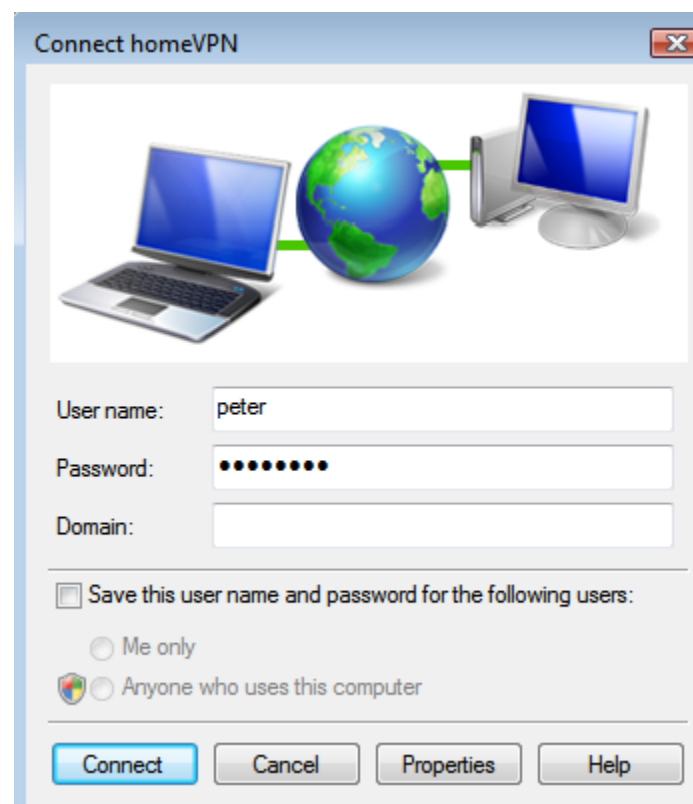 Connect homeVPN
User name: peter
Password: ●●●●●●●●
Domain:
Save this user name and password for the following users:
Me only
Anyone who uses this computer
Connect Cancel Properties Help